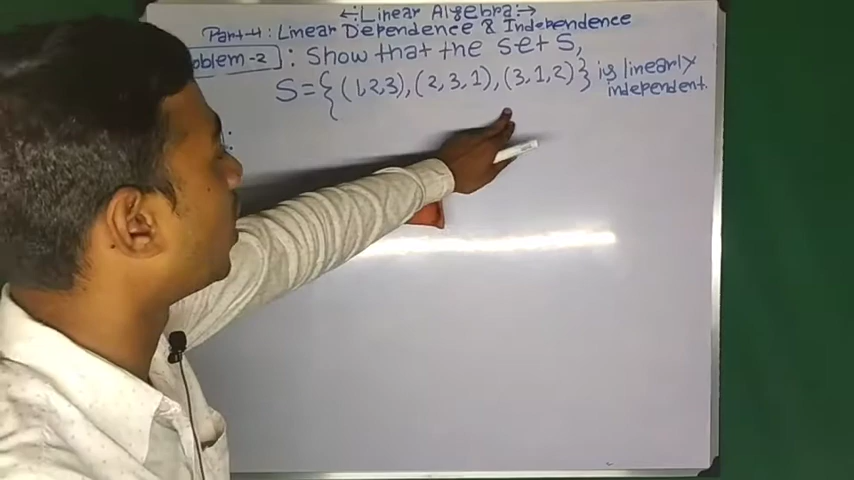 ←: Linear Algebra: →
Part-4: Linear Dependence & Independence
oblem-2: Show that the set S,
S={(1,2,3),(2,3,1),(3,1,2)} is linearly
independent.